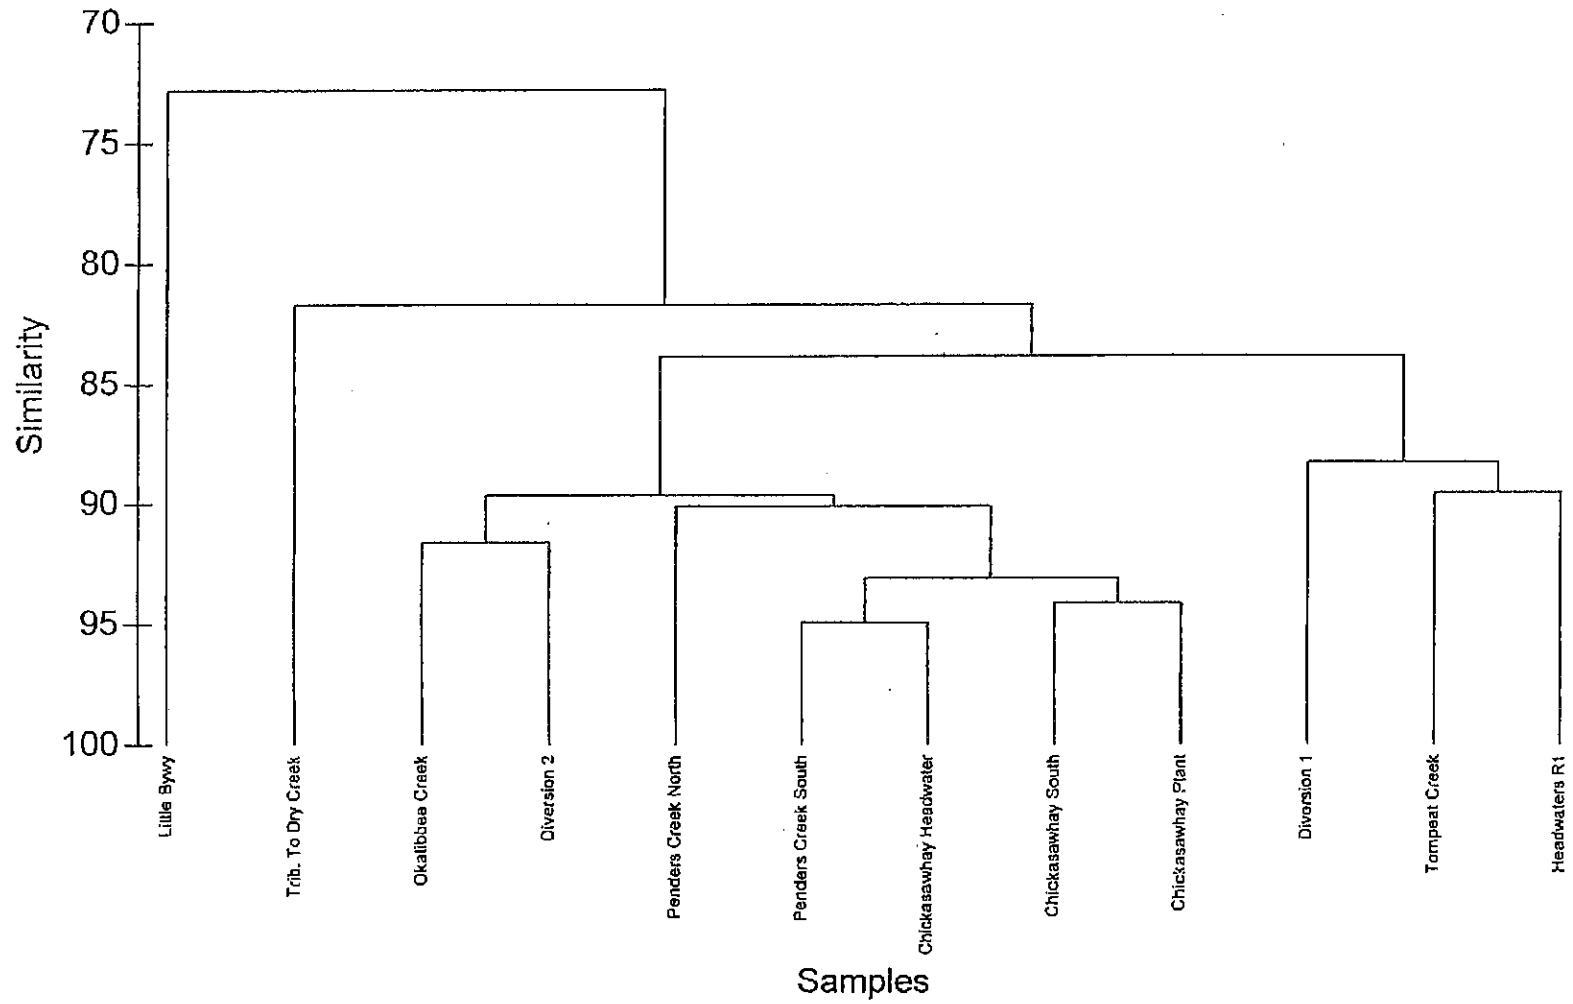 70
75
80
85
90
95
100
Similarity
Little Bywy
Trib. To Dry Creek
Okatibbee Creek
Diversion 2
Penders Creek North
Penders Creek South
Chickasawhay Headwater
Chickasawhay South
Chickasawhay Plant
Diversion 1
Tompeat Creek
Headwaters R1
Samples